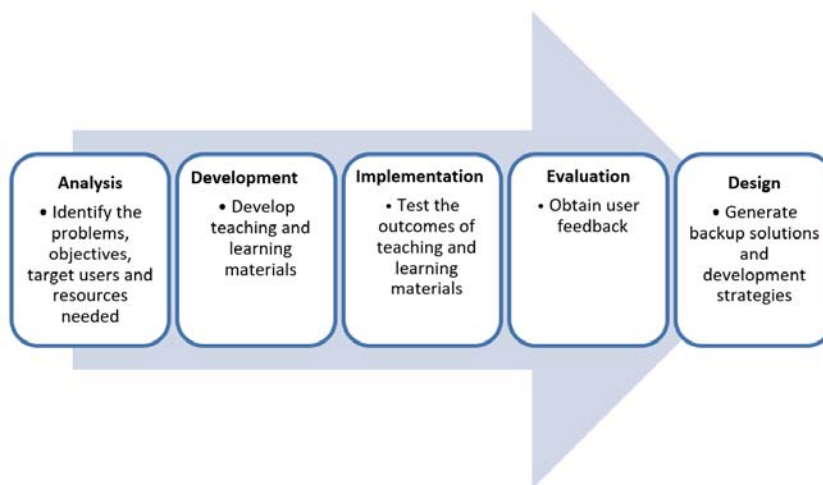 Analysis
• Identify the
problems,
objectives,
target users and
resources
needed
Development
• Develop
teaching and
learning
materials
Implementation
• Test the
outcomes of
teaching and
learning
materials
Evaluation
• Obtain user
feedback
Design
• Generate
backup solutions
and
development
strategies